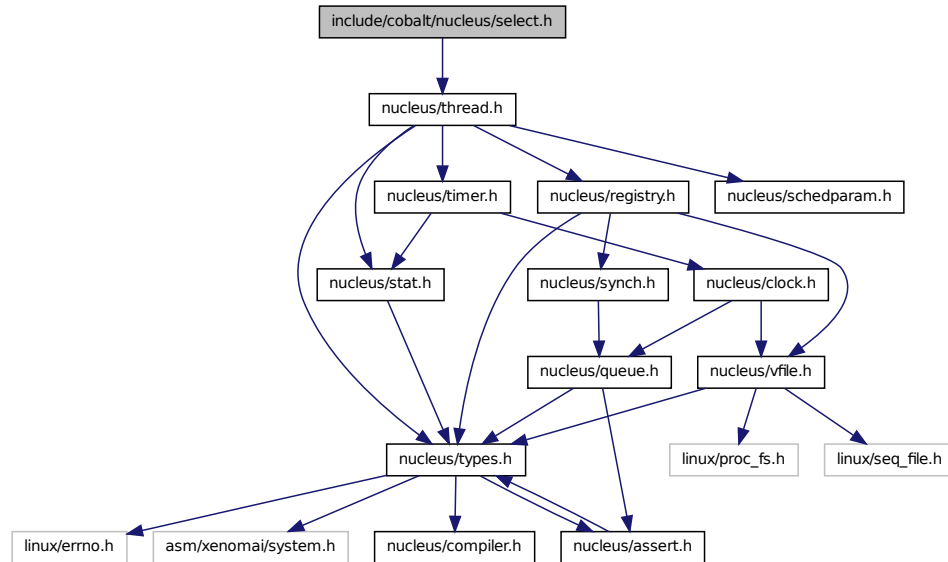 include/cobalt/nucleus/select.h
nucleus/thread.h
nucleus/timer.h
nucleus/registry.h
nucleus/schedparam.h
nucleus/stat.h
nucleus/synch.h
nucleus/clock.h
nucleus/queue.h
nucleus/vfile.h
nucleus/types.h
linux/proc_fs.h
linux/seq_file.h
linux/errno.h
asm/xenomai/system.h
nucleus/compiler.h
nucleus/assert.h